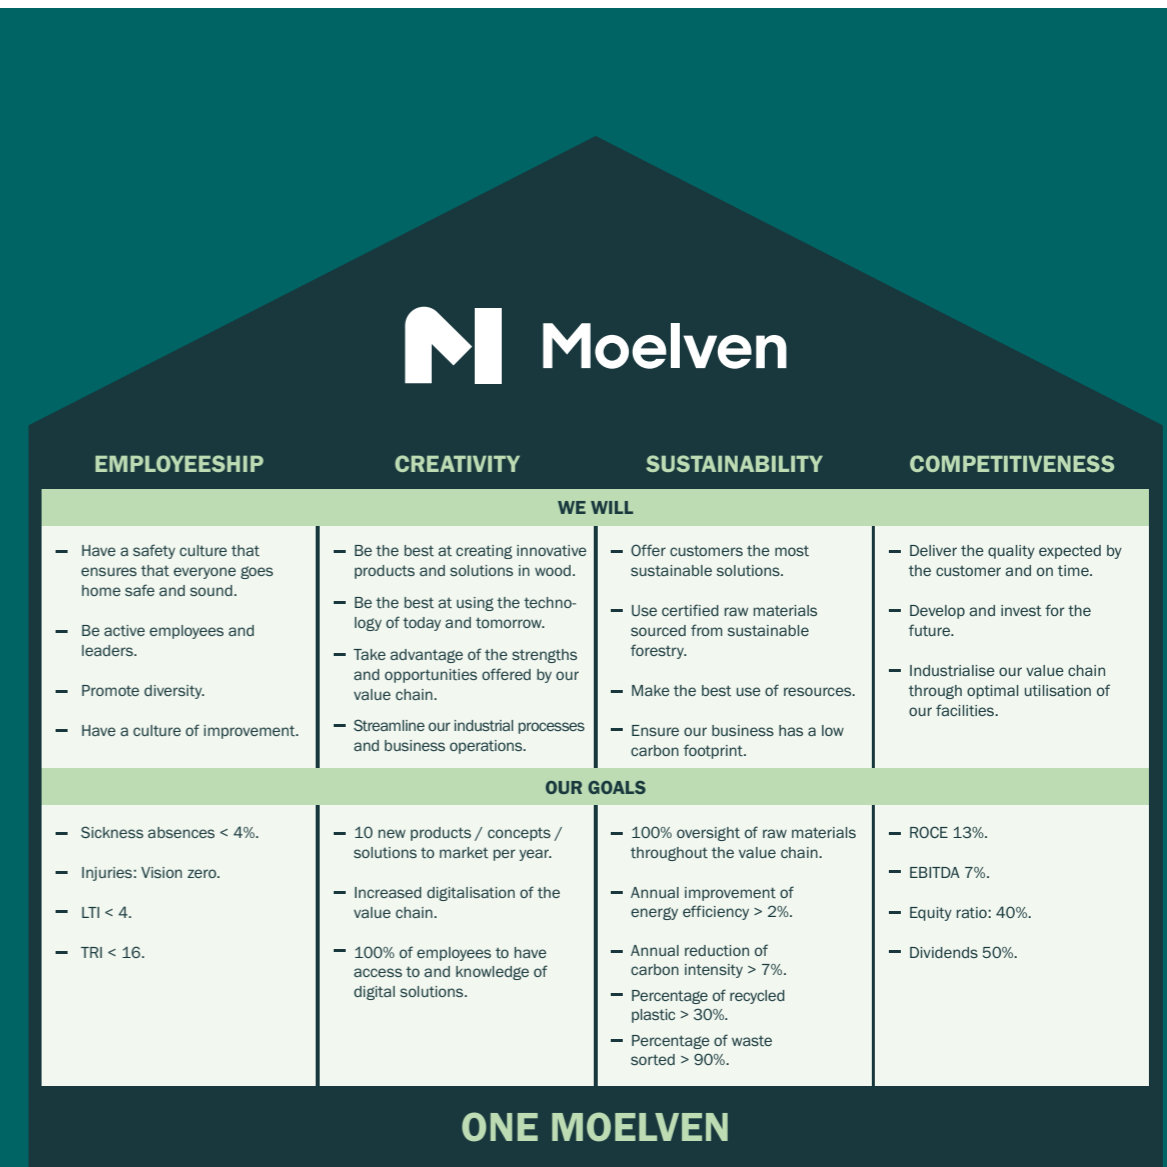 Moelven
EMPLOYEESHIP
CREATIVITY
SUSTAINABILITY
COMPETITIVENESS
WE WILL
— Have a safety culture that
ensures that everyone goes
home safe and sound.
— Be active employees and
leaders.
— Promote diversity.
— Have a culture of improvement.
— Be the best at creating innovative
products and solutions in wood.
— Be the best at using the techno-
logy of today and tomorrow.
— Take advantage of the strengths
and opportunities offered by our
value chain.
— Streamline our industrial processes
and business operations.
— Offer customers the most
sustainable solutions.
— Use certified raw materials
sourced from sustainable
forestry.
— Make the best use of resources.
— Ensure our business has a low
carbon footprint.
— Deliver the quality expected by
the customer and on time.
— Develop and invest for the
future.
— Industrialise our value chain
through optimal utilisation of
our facilities.
OUR GOALS
— Sickness absences < 4%.
— Injuries: Vision zero.
— LTI < 4.
— TRI < 16.
— 10 new products / concepts /
solutions to market per year.
— Increased digitalisation of the
value chain.
— 100% of employees to have
access to and knowledge of
digital solutions.
— 100% oversight of raw materials
throughout the value chain.
— Annual improvement of
energy efficiency > 2%.
— Annual reduction of
carbon intensity > 7%.
— Percentage of recycled
plastic > 30%.
— Percentage of waste
sorted > 90%.
— ROCE 13%.
— EBITDA 7%.
— Equity ratio: 40%.
— Dividends 50%.
ONE MOELVEN